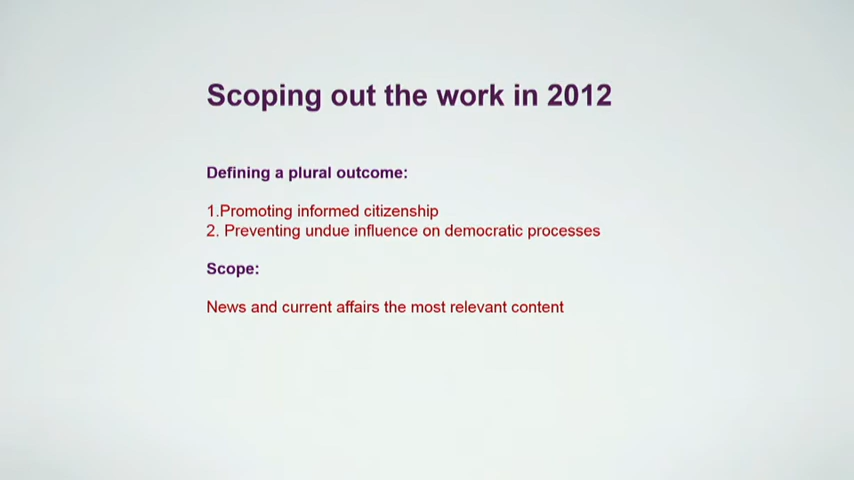 Scoping out the work in 2012
Defining a plural outcome:
1.Promoting informed citizenship
2. Preventing undue influence on democratic processes
Scope:
News and current affairs the most relevant content